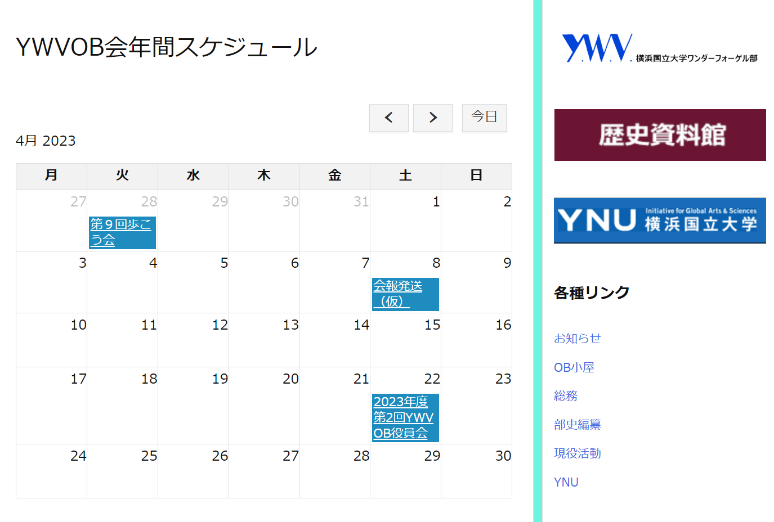 YWVOB会年間スケジュール
今日
4月 2023
月 火 水 木 金 土 日
27 28 29 30 31 1 2
第９回歩こ
う会
3 4 5 6 7 8 9
会報発送
（仮）
10 11 12 13 14 15 16
17 18 19 20 21 22 23
2023年度
第2回YWV
OB役員会
24 25 26 27 28 29 30
Y.W.V. 横浜国立大学ワンダーフォーゲル部
歴史資料館
YNU Initiative for Global Arts & Sciences
横浜国立大学
各種リンク
お知らせ
OB小屋
総務
部史編纂
現役活動
YNU